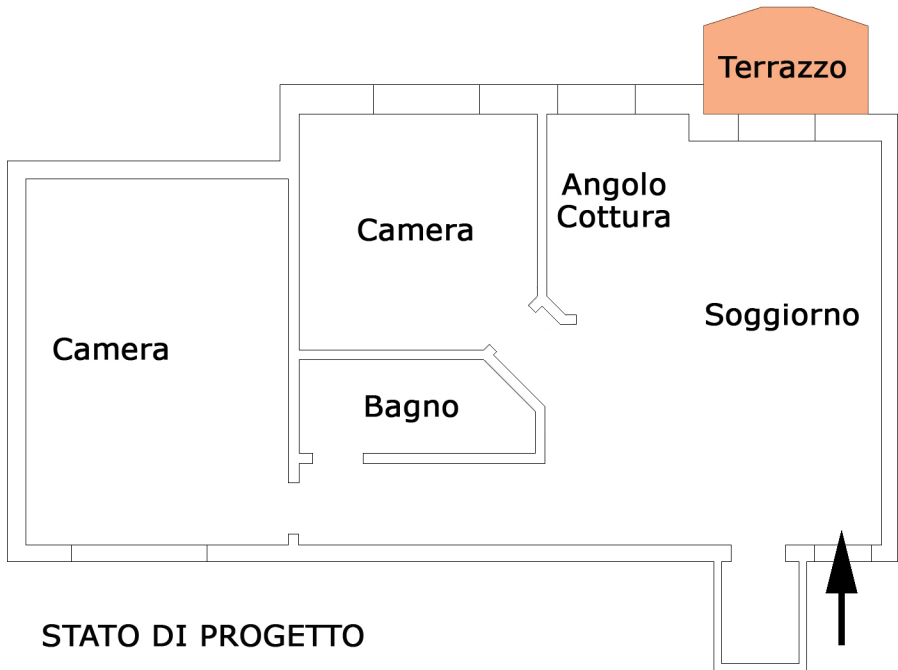 Terrazzo
Angolo
Cottura
Camera
Soggiorno
Camera
Bagno
STATO DI PROGETTO